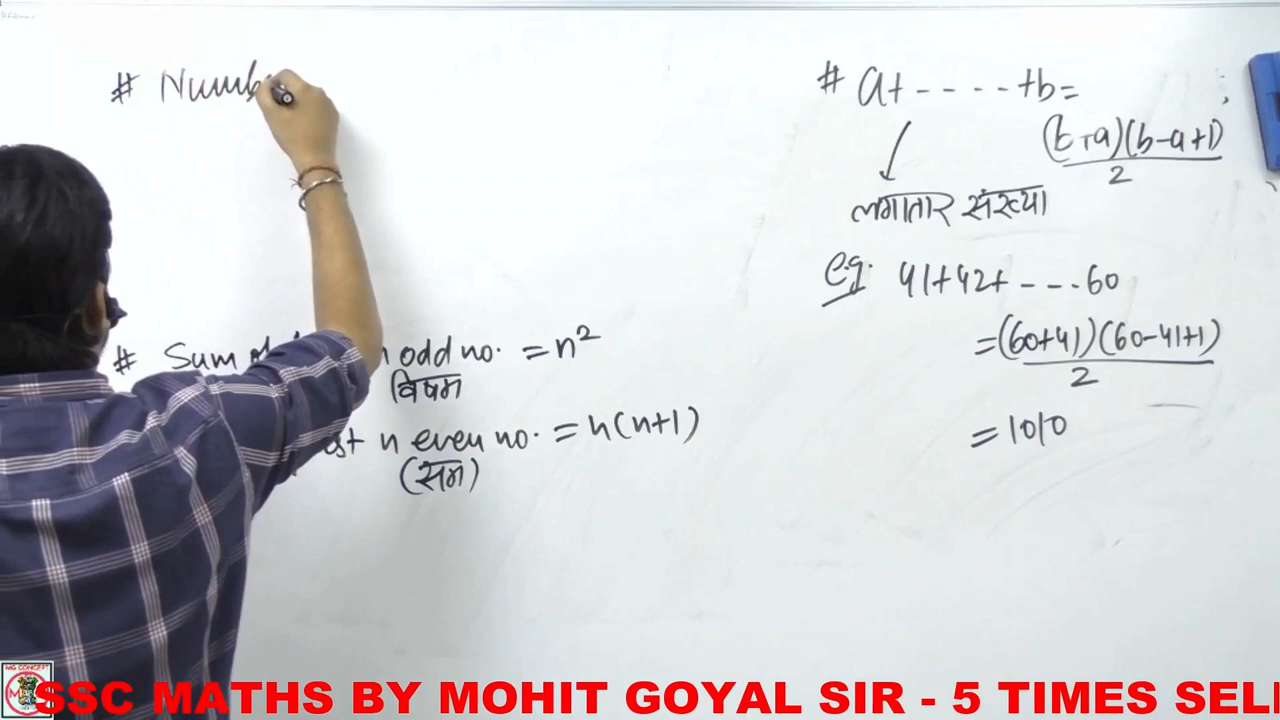 # Numb
# Sum of n odd no. = n²
विषम
n even no. = n(n+1)
(सम)
# a+ - - - - +b=
(b+a)(b-a+1)
2
लगातार संख्या
e.g. 41+42+ - - - . 60
=(60+41)(60-41+1)
2
= 1010
SSC MATHS BY MOHIT GOYAL SIR - 5 TIMES SEL